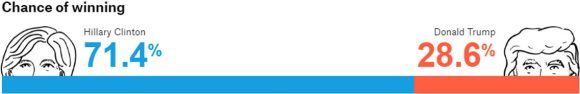 Chance of winning
Hillary Clinton
71.4%
Donald Trump
28.6%